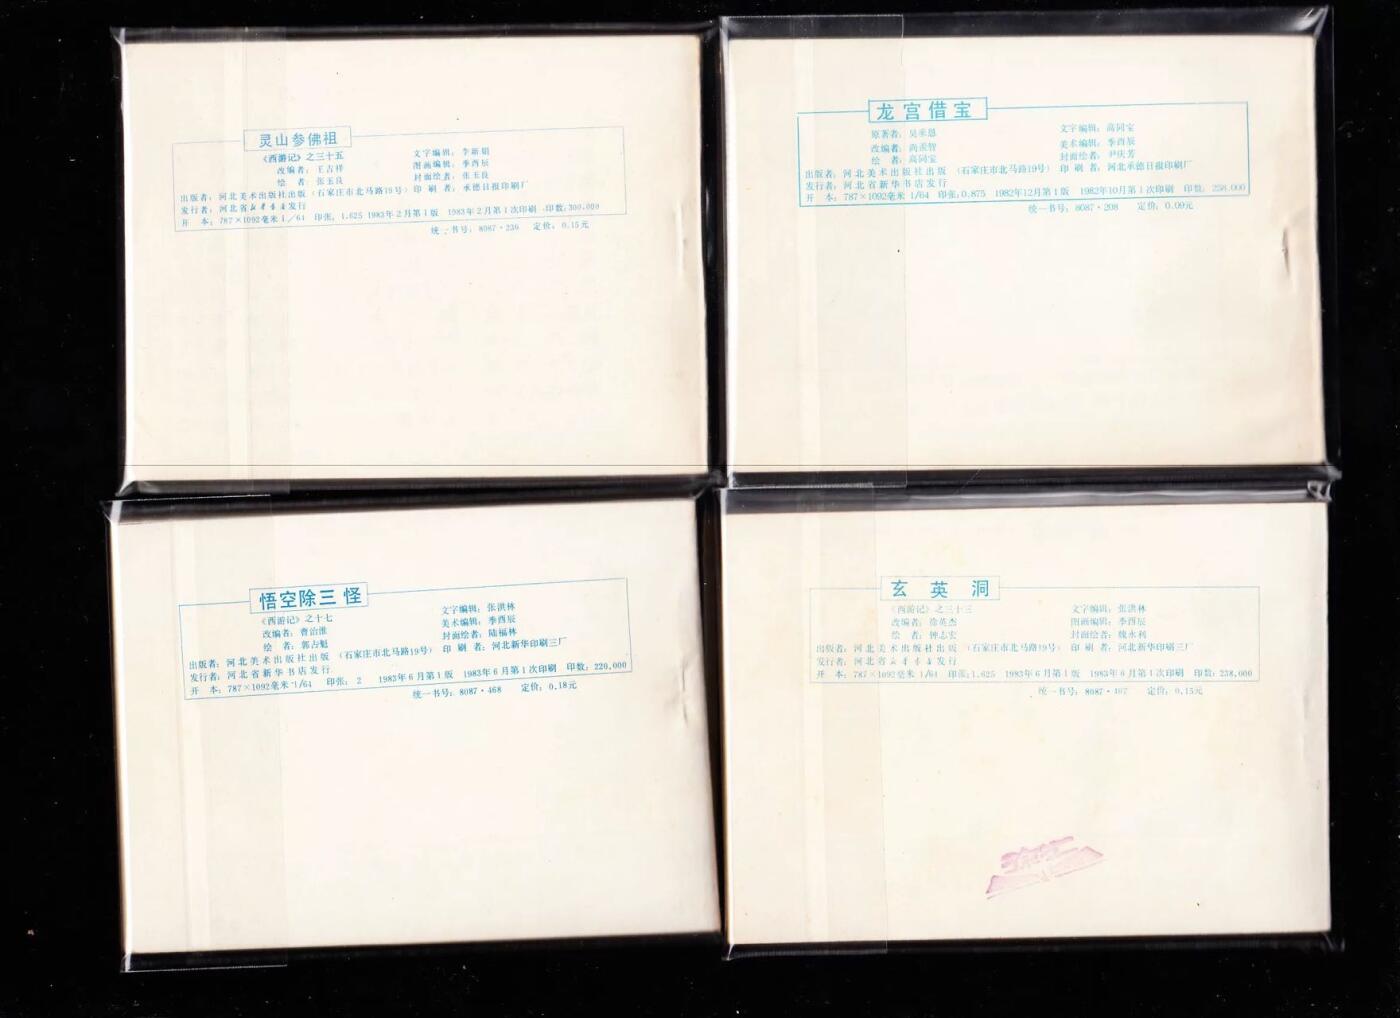 灵山参佛祖
《西游记》之三十五
改编者：王吉祥
绘　者：张玉良
文字编辑：李新娟
图画编辑：季酉辰
封面绘者：张玉良
出版者：河北美术出版社出版（石家庄市北马路19号）印 刷 者：承德日报印刷厂
发行者：河北省新华书店发行
开　本：787×1092毫米 1/64　印张：1.625 1983年2月第1版　1983年2月第1次印刷　印数：300,000
统一书号：8087·236　定价：0.15元
龙宫借宝
原著者：吴承恩
改编者：尚羡智
绘　者：高同宝
文字编辑：高同宝
美术编辑：季酉辰
封面绘者：尹庆芳
出版者：河北美术出版社出版　（石家庄市北马路19号）　印 刷 者：河北承德日报印刷厂
发行者：河北省新华书店发行
开　本：787×1092毫米 1/64　印张：0.875　1982年12月第1版　1982年10月第1次印刷　印数：258,000
统一书号：8087·208　定价：0.09元
悟空除三怪
《西游记》之十七
改编者：曹治淮
绘　者：郭占魁
文字编辑：张洪林
美术编辑：季酉辰
封面绘者：陆福林
出版者：河北美术出版社出版　（石家庄市北马路19号）　印 刷 者：河北新华印刷三厂
发行者：河北省新华书店发行
开　本：787×1092毫米 1/64　印张：2　1983年6月第1版　1983年6月第1次印刷　印数：220,000
统一书号：8087·468　定价：0.18元
玄英洞
《西游记》之三十三
改编者：徐英杰
绘　者：钟志宏
文字编辑：张洪林
图画编辑：季酉辰
封面绘者：魏永利
出版者：河北美术出版社出版　（石家庄市北马路19号）　印 刷 者：河北新华印刷三厂
发行者：河北省新华书店发行
开　本：787×1092毫米 1/64　印张：1.625　1983年6月第1版　1983年6月第1次印刷　印数：238,000
统一书号：8087·467　定价：0.15元